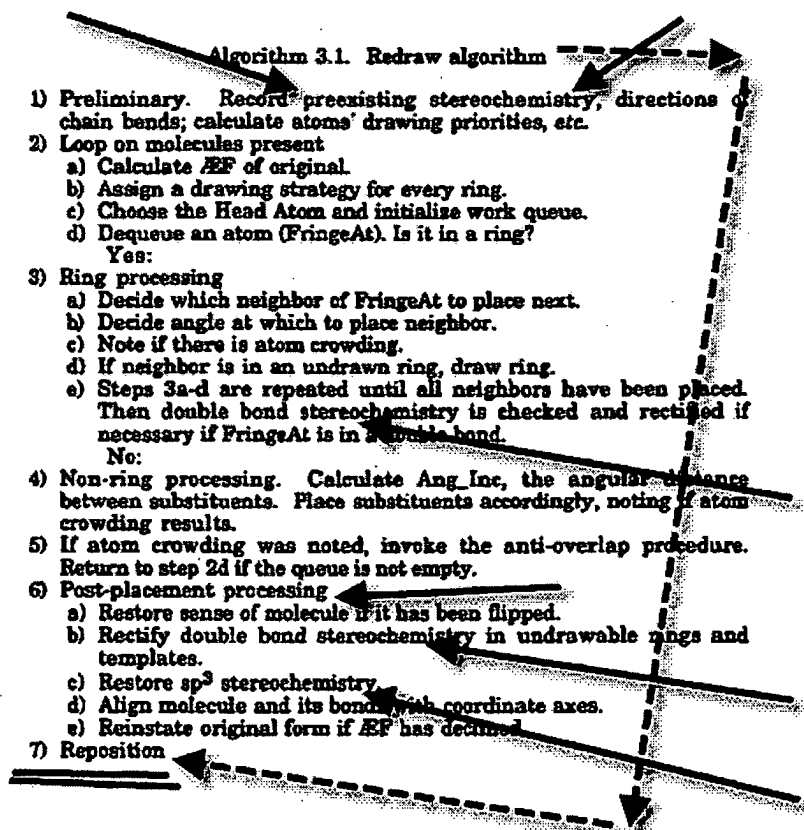 Algorithm 3.1. Redraw algorithm
1) Preliminary. Record preexisting stereochemistry, directions of
chain bends; calculate atoms' drawing priorities, etc.
2) Loop on molecules present
a) Calculate ÆF of original.
b) Assign a drawing strategy for every ring.
c) Choose the Head Atom and initialize work queue.
d) Dequeue an atom (FringeAt). Is it in a ring?
Yes:
3) Ring processing
a) Decide which neighbor of FringeAt to place next.
b) Decide angle at which to place neighbor.
c) Note if there is atom crowding.
d) If neighbor is in an undrawn ring, draw ring.
e) Steps 3a-d are repeated until all neighbors have been placed.
Then double bond stereochemistry is checked and rectified if
necessary if FringeAt is in a double bond.
No:
4) Non-ring processing. Calculate Ang_Inc, the angular distance
between substituents. Place substituents accordingly, noting if atom
crowding results.
5) If atom crowding was noted, invoke the anti-overlap procedure.
Return to step 2d if the queue is not empty.
6) Post-placement processing
a) Restore sense of molecule if it has been flipped.
b) Rectify double bond stereochemistry in undrawable rings and
templates.
c) Restore sp³ stereochemistry
d) Align molecule and its bonds with coordinate axes.
e) Reinstate original form if ÆF has declined.
7) Reposition